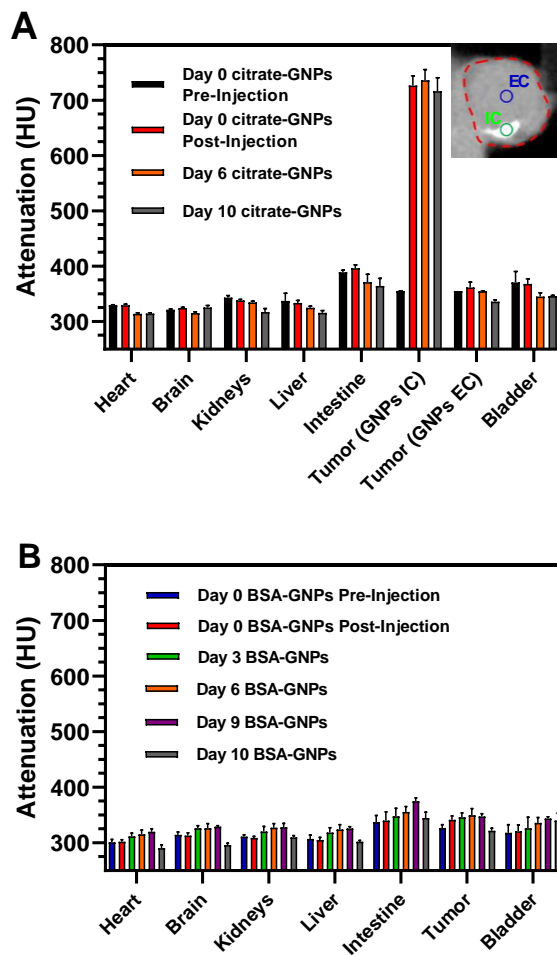 A
Attenuation (HU)
800
700
600
500
400
300
Day 0 citrate-GNPs
Pre-Injection
Day 0 citrate-GNPs
Post-Injection
Day 6 citrate-GNPs
Day 10 citrate-GNPs
EC
IC
Heart
Brain
Kidneys
Liver
Intestine
Tumor (GNPs IC)
Tumor (GNPs EC)
Bladder
B
Attenuation (HU)
800
700
600
500
400
300
Day 0 BSA-GNPs Pre-Injection
Day 0 BSA-GNPs Post-Injection
Day 3 BSA-GNPs
Day 6 BSA-GNPs
Day 9 BSA-GNPs
Day 10 BSA-GNPs
Heart
Brain
Kidneys
Liver
Intestine
Tumor
Bladder